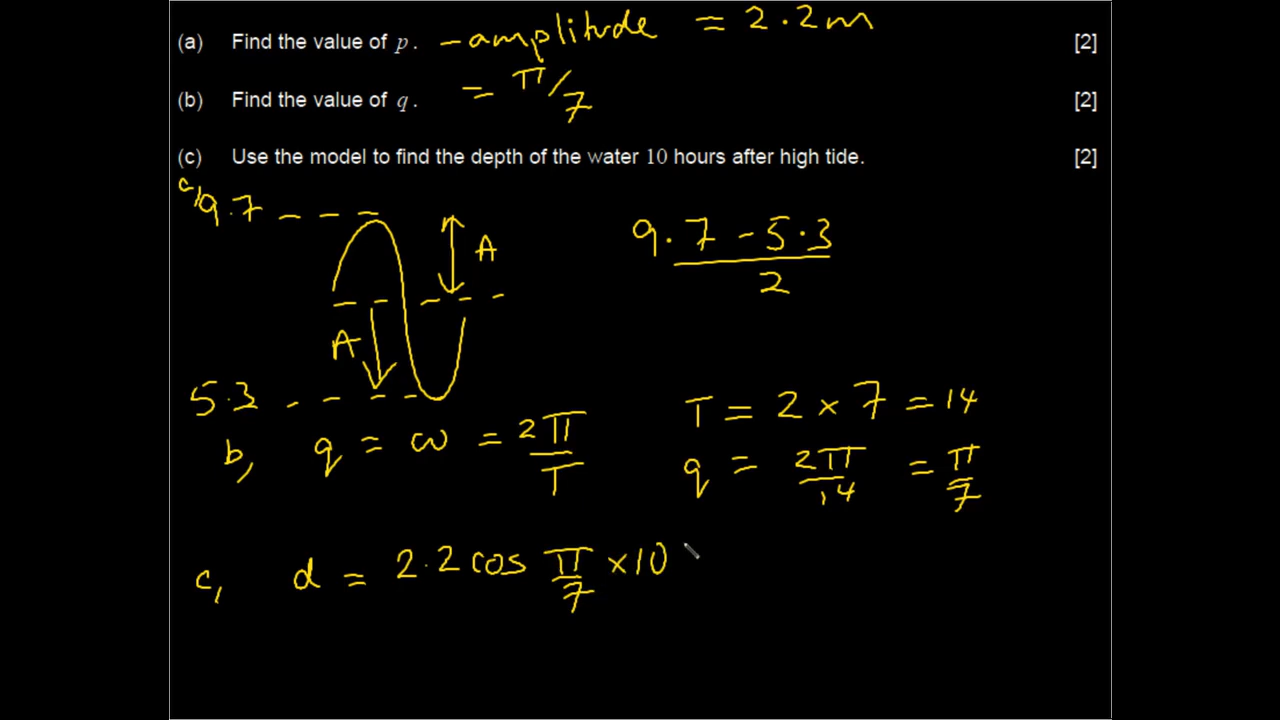 (a) Find the value of p. - amplitude = 2.2m [2]
= π/7
(b) Find the value of q. [2]
(c) Use the model to find the depth of the water 10 hours after high tide. [2]
a, 9.7
A
9.7 - 5.3
2
A
5.3
T = 2 × 7 = 14
b, q = ω = 2π/T
q = 2π/14 = π/7
c, d = 2.2 cos π/7 × 10